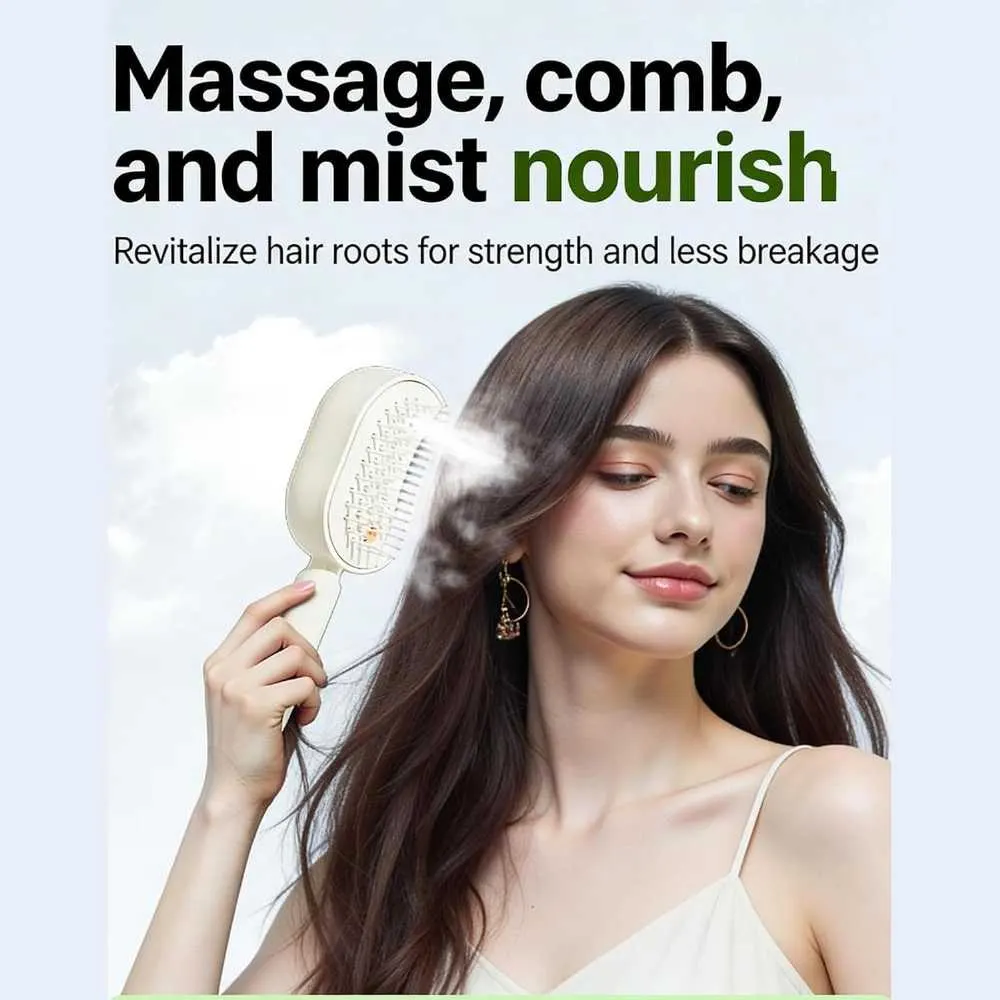 Massage, comb,
and mist nourish
Revitalize hair roots for strength and less breakage